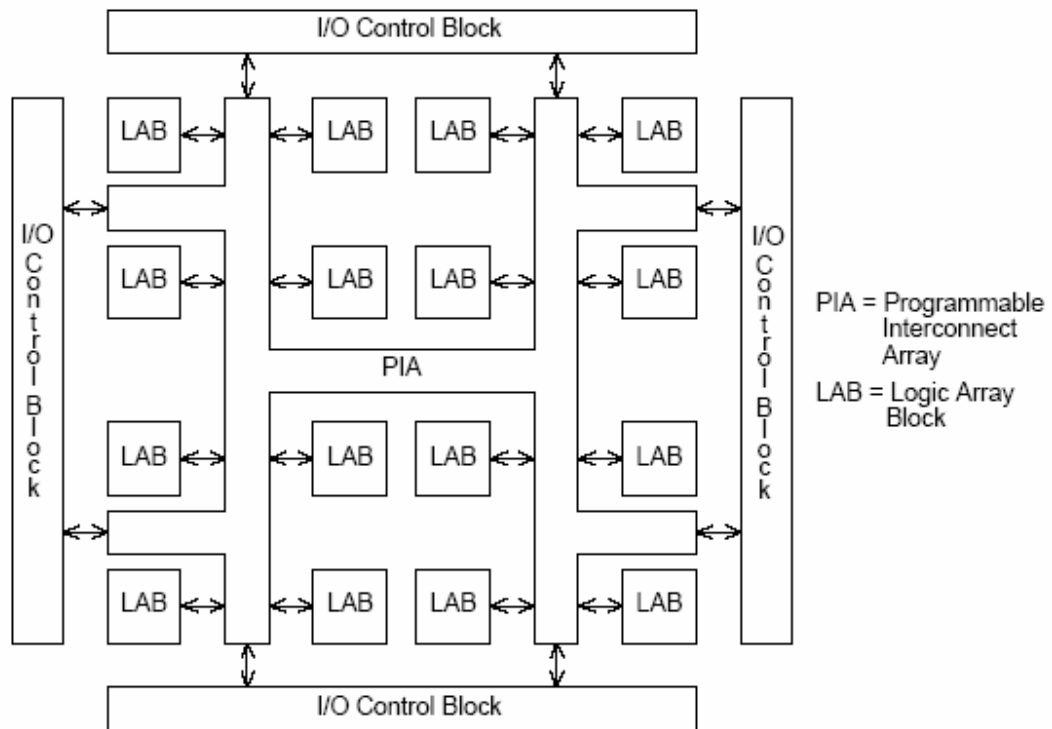 I/O Control Block
LAB LAB LAB LAB
I/O Control Block
I/O Control Block
LAB LAB LAB LAB
PIA = Programmable
Interconnect
Array
PIA
LAB = Logic Array
Block
LAB LAB LAB LAB
LAB LAB LAB LAB
I/O Control Block